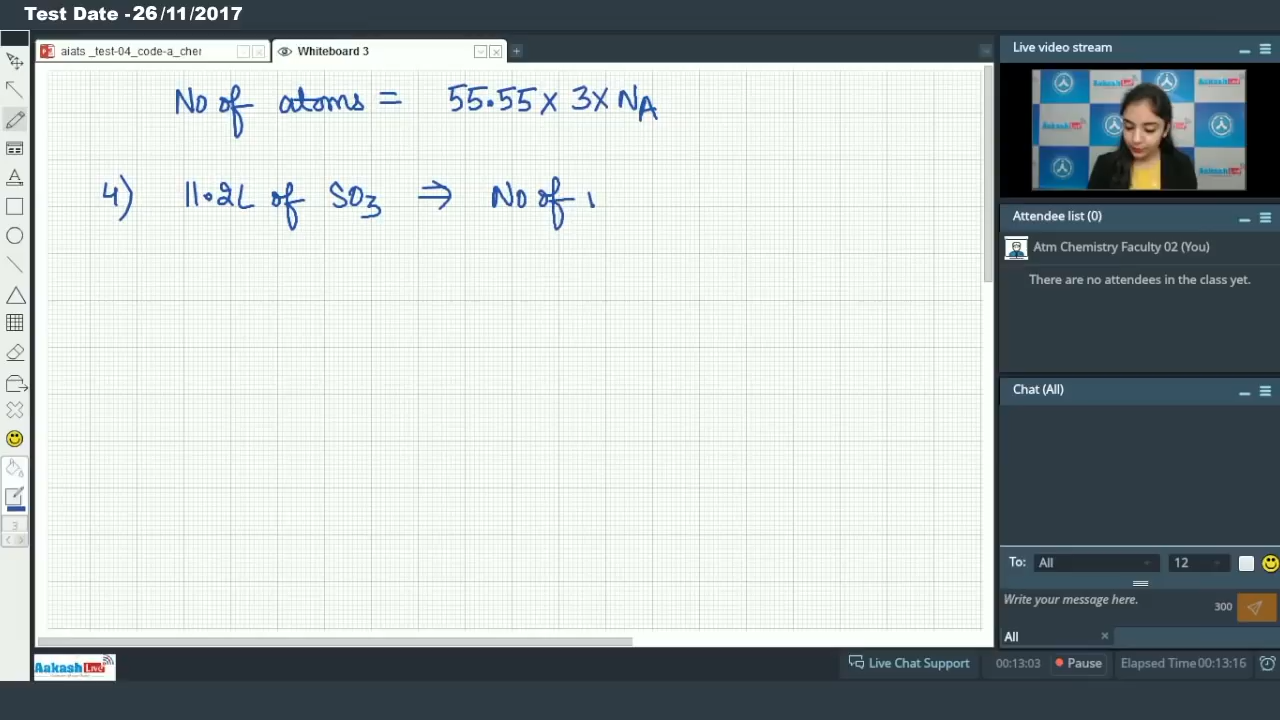 Test Date -26/11/2017
aiats _test-04_code-a_cher
Whiteboard 3
Live video stream
No of atoms = 55.55 x 3 x NA
4) 11.2L of SO3 ⇒ No of
Attendee list (0)
Atm Chemistry Faculty 02 (You)
There are no attendees in the class yet.
Chat (All)
To: All 12
Write your message here. 300
All
AakashLive
Live Chat Support 00:13:03 Pause Elapsed Time 00:13:16
3